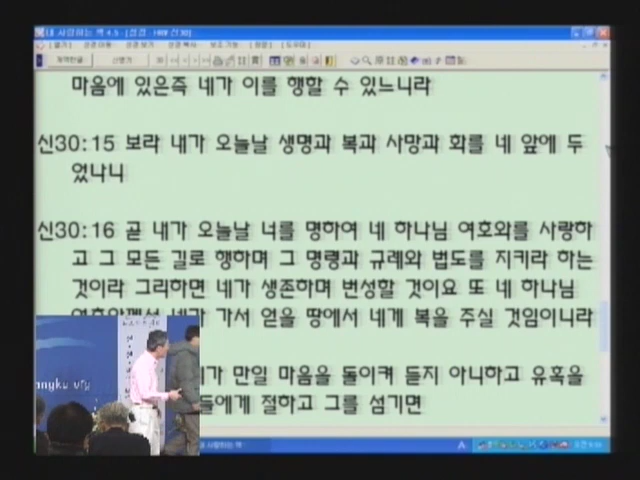 마음에 있은즉 네가 이를 행할 수 있느니라
신30:15 보라 내가 오늘날 생명과 복과 사망과 화를 네 앞에 두
었나니
신30:16 곧 내가 오늘날 너를 명하여 네 하나님 여호와를 사랑하
고 그 모든 길로 행하며 그 명령과 규례와 법도를 지키라 하는
것이라 그리하면 네가 생존하며 번성할 것이요 또 네 하나님
여호와께서 네가 가서 얻을 땅에서 네게 복을 주실 것임이니라
만일 마음을 돌이켜 듣지 아니하고 유혹을
들에게 절하고 그를 섬기면